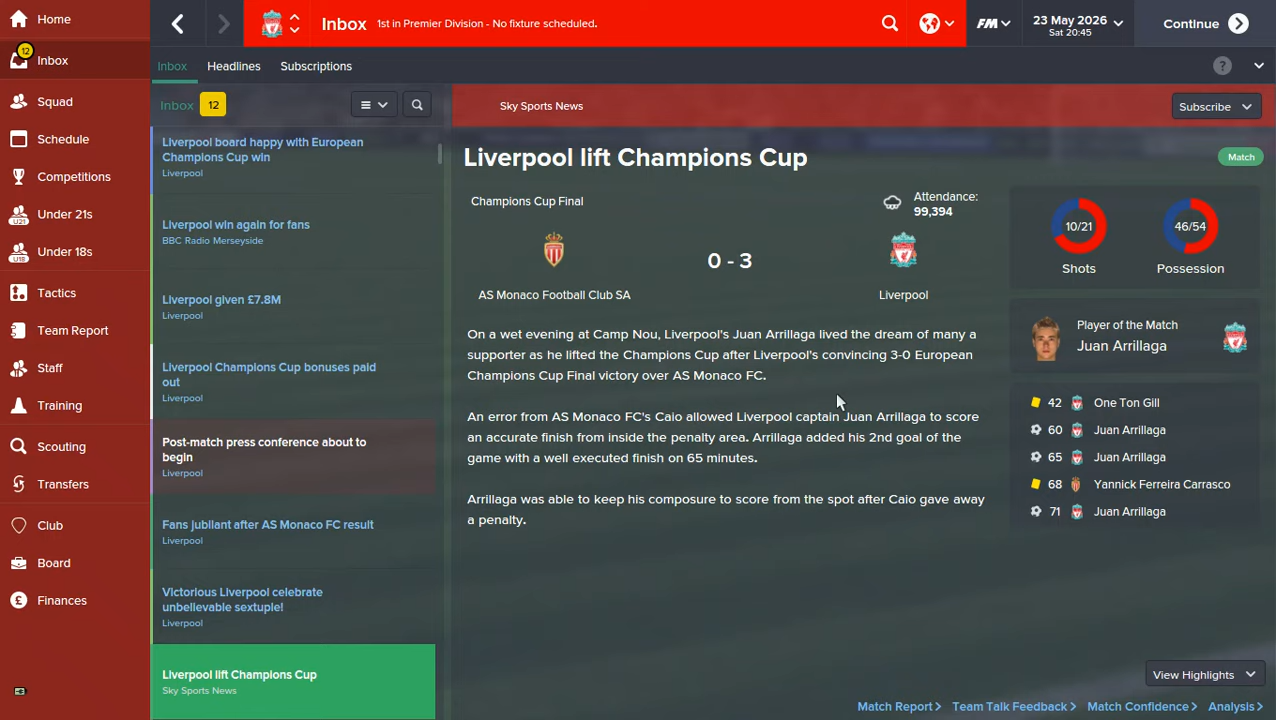 Home
Inbox
1st in Premier Division - No fixture scheduled.
FM
23 May 2026
Sat 20:45
Continue
12
Inbox
Squad
Schedule
Competitions
U21
Under 21s
U18
Under 18s
Tactics
Team Report
Staff
Training
Scouting
Transfers
Club
Board
£
Finances
Inbox
Headlines
Subscriptions
?
Inbox
12
Liverpool board happy with European
Champions Cup win
Liverpool
Liverpool win again for fans
BBC Radio Merseyside
Liverpool given £7.8M
Liverpool
Liverpool Champions Cup bonuses paid
out
Liverpool
Post-match press conference about to
begin
Liverpool
Fans jubilant after AS Monaco FC result
Liverpool
Victorious Liverpool celebrate
unbelievable sextuple!
Liverpool
Liverpool lift Champions Cup
Sky Sports News
Sky Sports News
Subscribe
Liverpool lift Champions Cup
Match
Champions Cup Final
Attendance:
99,394
0 - 3
AS Monaco Football Club SA
Liverpool
On a wet evening at Camp Nou, Liverpool's Juan Arrillaga lived the dream of many a
supporter as he lifted the Champions Cup after Liverpool's convincing 3-0 European
Champions Cup Final victory over AS Monaco FC.
An error from AS Monaco FC's Caio allowed Liverpool captain Juan Arrillaga to score
an accurate finish from inside the penalty area. Arrillaga added his 2nd goal of the
game with a well executed finish on 65 minutes.
Arrillaga was able to keep his composure to score from the spot after Caio gave away
a penalty.
10/21
Shots
46/54
Possession
Player of the Match
Juan Arrillaga
42 One Ton Gill
60 Juan Arrillaga
65 Juan Arrillaga
68 Yannick Ferreira Carrasco
71 Juan Arrillaga
View Highlights
Match Report>
Team Talk Feedback>
Match Confidence>
Analysis>